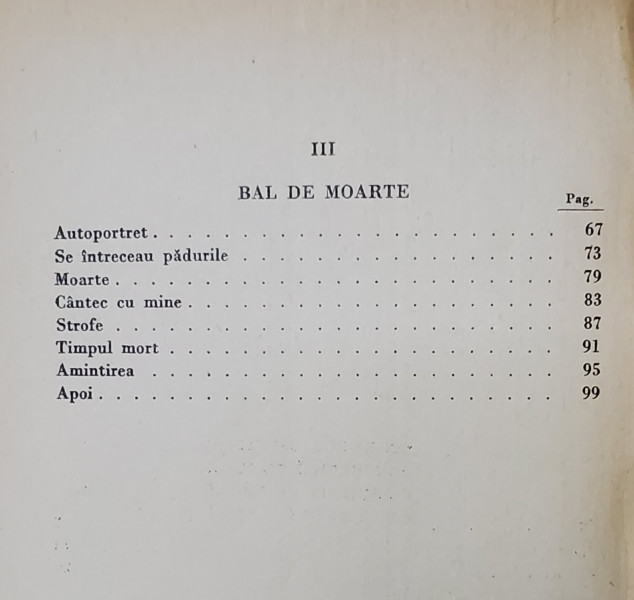 III
BAL DE MOARTE
Pag.
Autoportret . . . . . . . . . . . . . . . . . . . . . . . 67
Se întreceau pădurile . . . . . . . . . . . . . . . . . . 73
Moarte . . . . . . . . . . . . . . . . . . . . . . . . . 79
Cântec cu mine . . . . . . . . . . . . . . . . . . . . . 83
Strofe . . . . . . . . . . . . . . . . . . . . . . . . . 87
Timpul mort . . . . . . . . . . . . . . . . . . . . . . 91
Amintirea . . . . . . . . . . . . . . . . . . . . . . . 95
Apoi . . . . . . . . . . . . . . . . . . . . . . . . . . 99